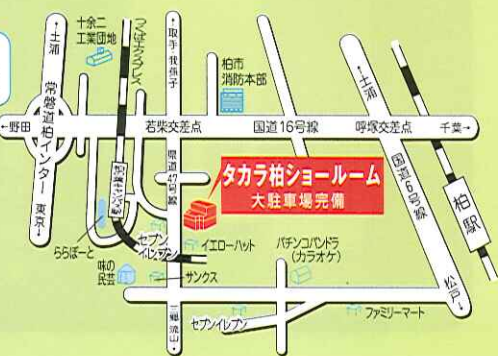 十余二
工業団地
つくばエクスプレス
←取手・我孫子
←土浦
柏市
消防本部
←土浦
←野田
常磐道柏インター
若柴交差点
国道16号線
呼塚交差点
千葉→
東京→
県道47号線
国道6号線
柏駅
タカラ柏ショールーム
大駐車場完備
ららぽーと
セブン
イレブン
イエローハット
パチンコパンドラ
(カラオケ)
味の
民芸
サンクス
松戸→
セブンイレブン
ファミリーマート
三郷流山→